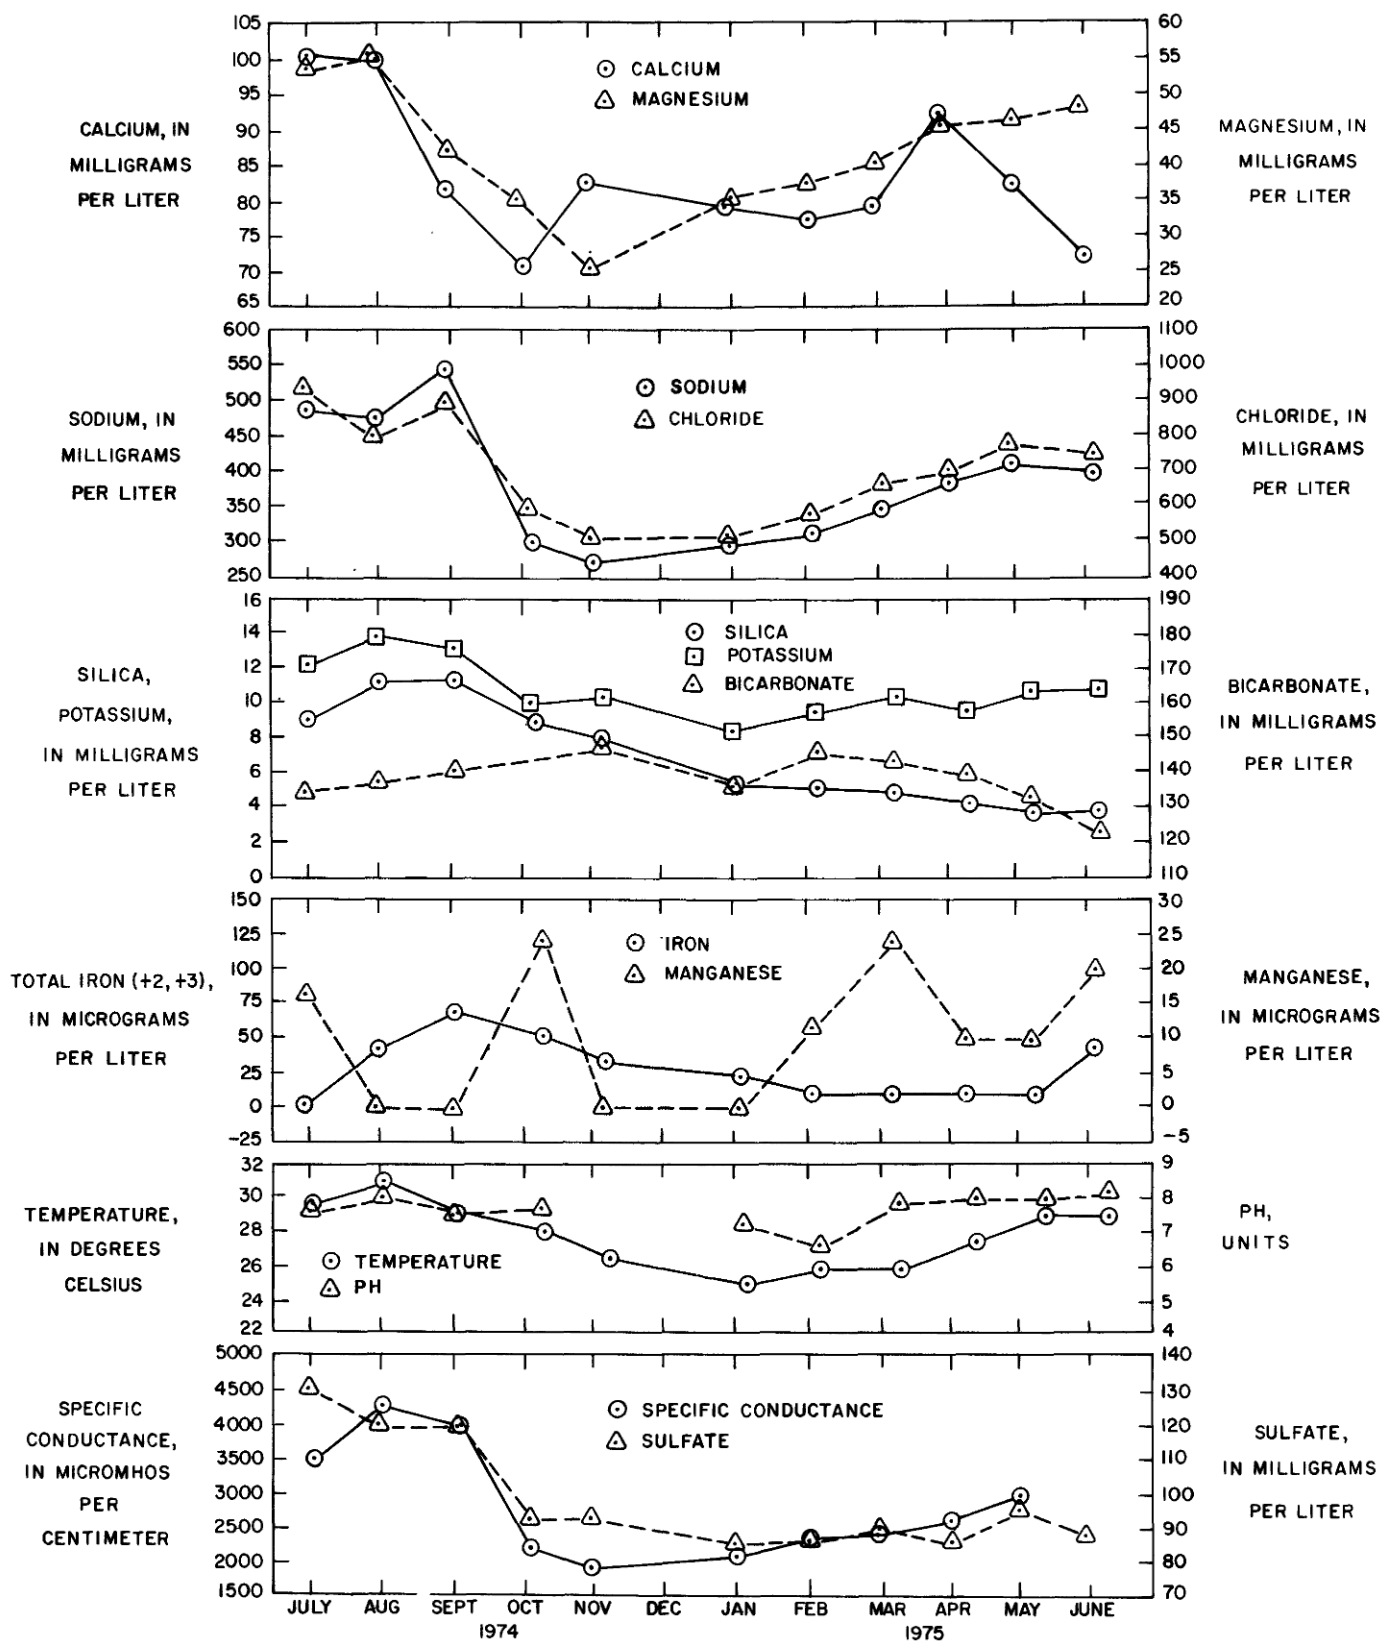 105
100
95
90
85
80
75
70
65
CALCIUM, IN
MILLIGRAMS
PER LITER
CALCIUM
MAGNESIUM
60
55
50
45
40
35
30
25
20
MAGNESIUM, IN
MILLIGRAMS
PER LITER
600
550
500
450
400
350
300
250
SODIUM, IN
MILLIGRAMS
PER LITER
SODIUM
CHLORIDE
1100
1000
900
800
700
600
500
400
CHLORIDE, IN
MILLIGRAMS
PER LITER
16
14
12
10
8
6
4
2
0
SILICA,
POTASSIUM,
IN MILLIGRAMS
PER LITER
SILICA
POTASSIUM
BICARBONATE
190
180
170
160
150
140
130
120
110
BICARBONATE,
IN MILLIGRAMS
PER LITER
150
125
100
75
50
25
0
-25
TOTAL IRON (+2, +3),
IN MICROGRAMS
PER LITER
IRON
MANGANESE
30
25
20
15
10
5
0
-5
MANGANESE,
IN MICROGRAMS
PER LITER
32
30
28
26
24
22
TEMPERATURE,
IN DEGREES
CELSIUS
TEMPERATURE
PH
9
8
7
6
5
4
PH,
UNITS
5000
4500
4000
3500
3000
2500
2000
1500
SPECIFIC
CONDUCTANCE,
IN MICROMHOS
PER
CENTIMETER
SPECIFIC CONDUCTANCE
SULFATE
140
130
120
110
100
90
80
70
SULFATE,
IN MILLIGRAMS
PER LITER
JULY AUG SEPT OCT NOV DEC JAN FEB MAR APR MAY JUNE
1974 1975